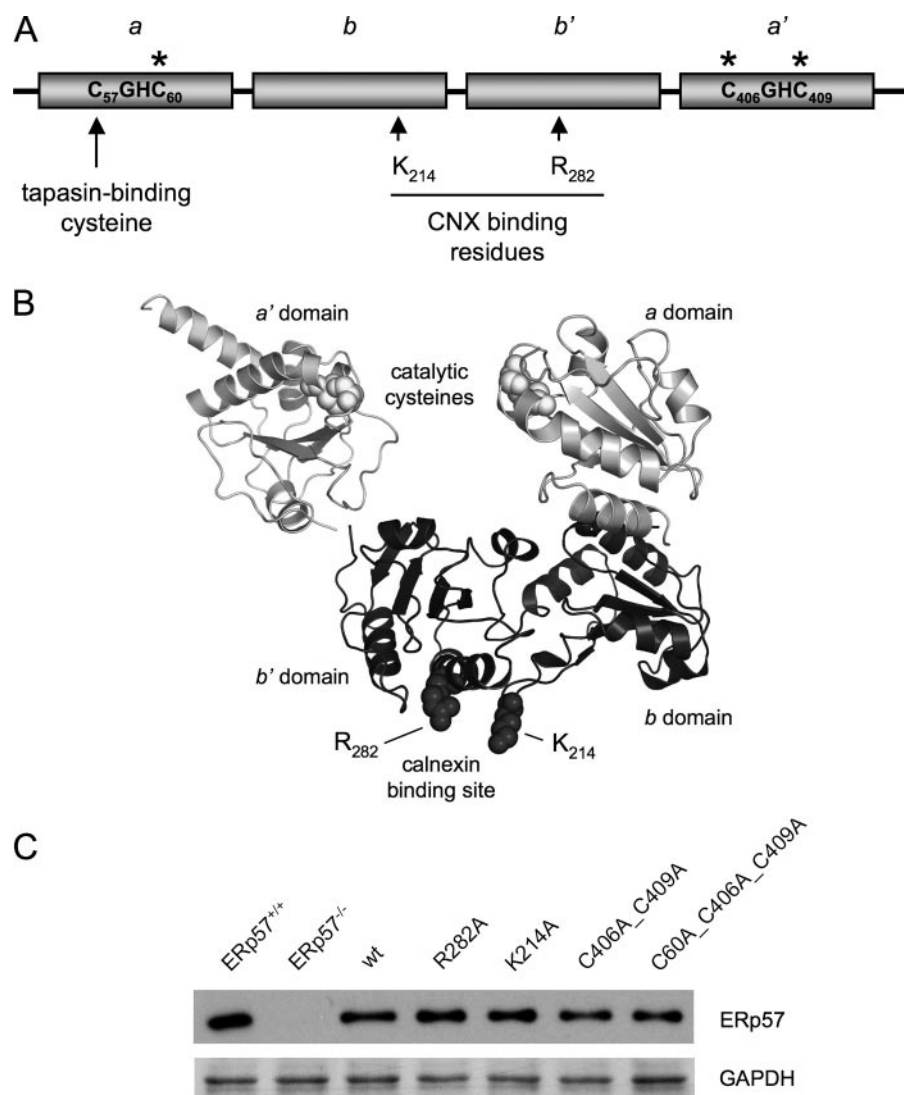 A
a b b' a'
* * *
C57GHC60 C406GHC409
K214 R282
tapasin-binding
cysteine
CNX binding
residues
B
a' domain
a domain
catalytic
cysteines
b' domain
b domain
R282
K214
calnexin
binding site
C
ERp57+/+ ERp57-/- wt R282A K214A C406A_C409A C60A_C406A_C409A
ERp57
GAPDH